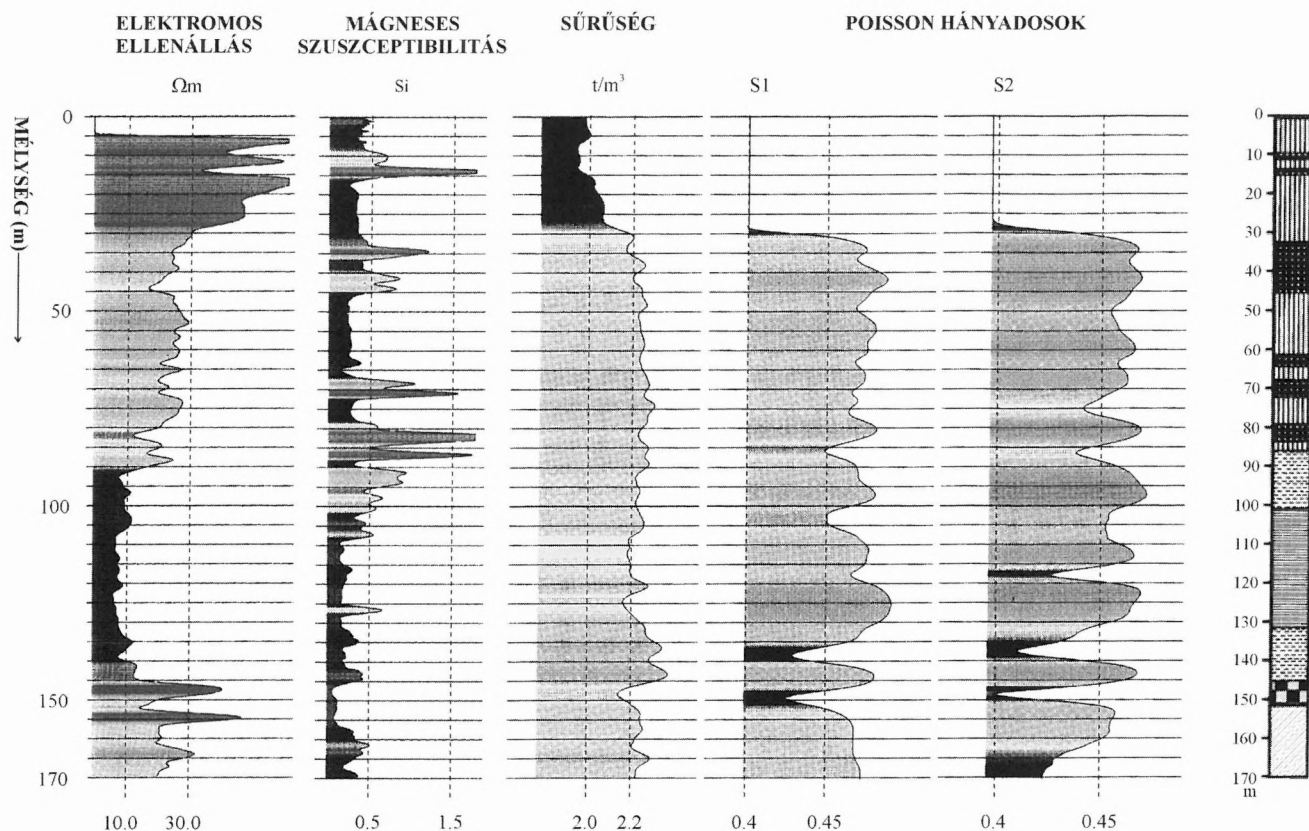 ELEKTROMOS
ELLENÁLLÁS
MÁGNESES
SZUSZCEPTIBILITÁS
SŰRŰSÉG
POISSON HÁNYADOSOK
Ωm
Si
t/m³
S1
S2
MÉLYSÉG (m)
0
50
100
150
170
0
10
20
30
40
50
60
70
80
90
100
110
120
130
140
150
160
170
m
10.0 30.0
0.5 1.5
2.0 2.2
0.4 0.45
0.4 0.45